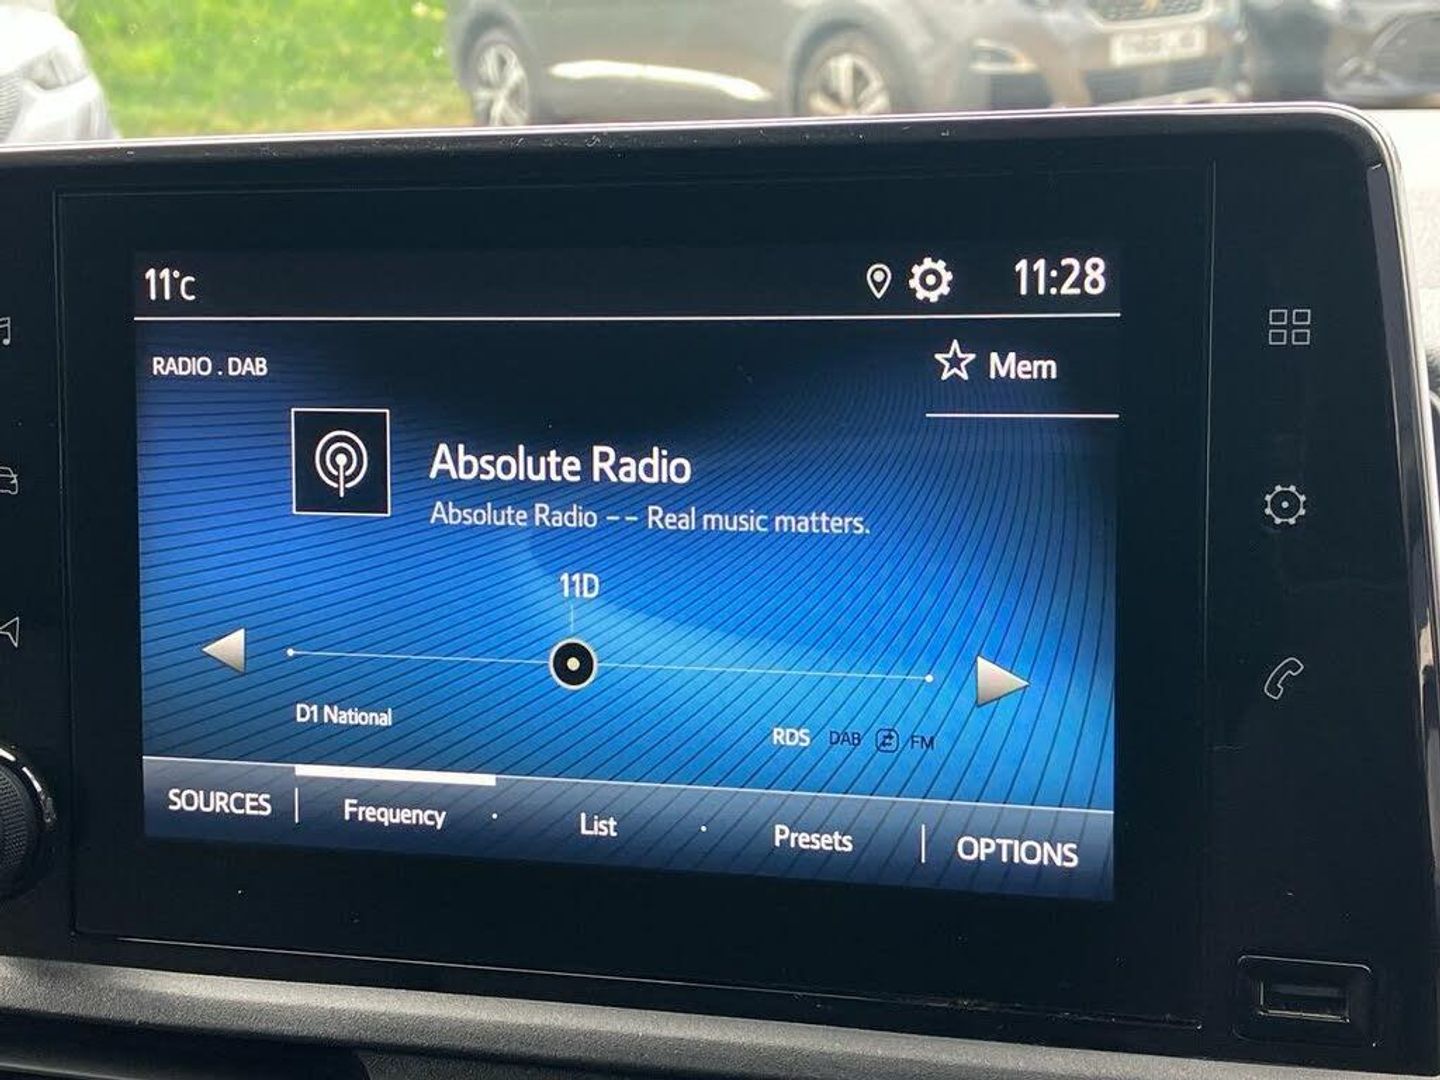 11°C 11:28
RADIO . DAB
Mem
Absolute Radio
Absolute Radio -- Real music matters.
11D
D1 National
RDS DAB FM
SOURCES | Frequency · List · Presets | OPTIONS